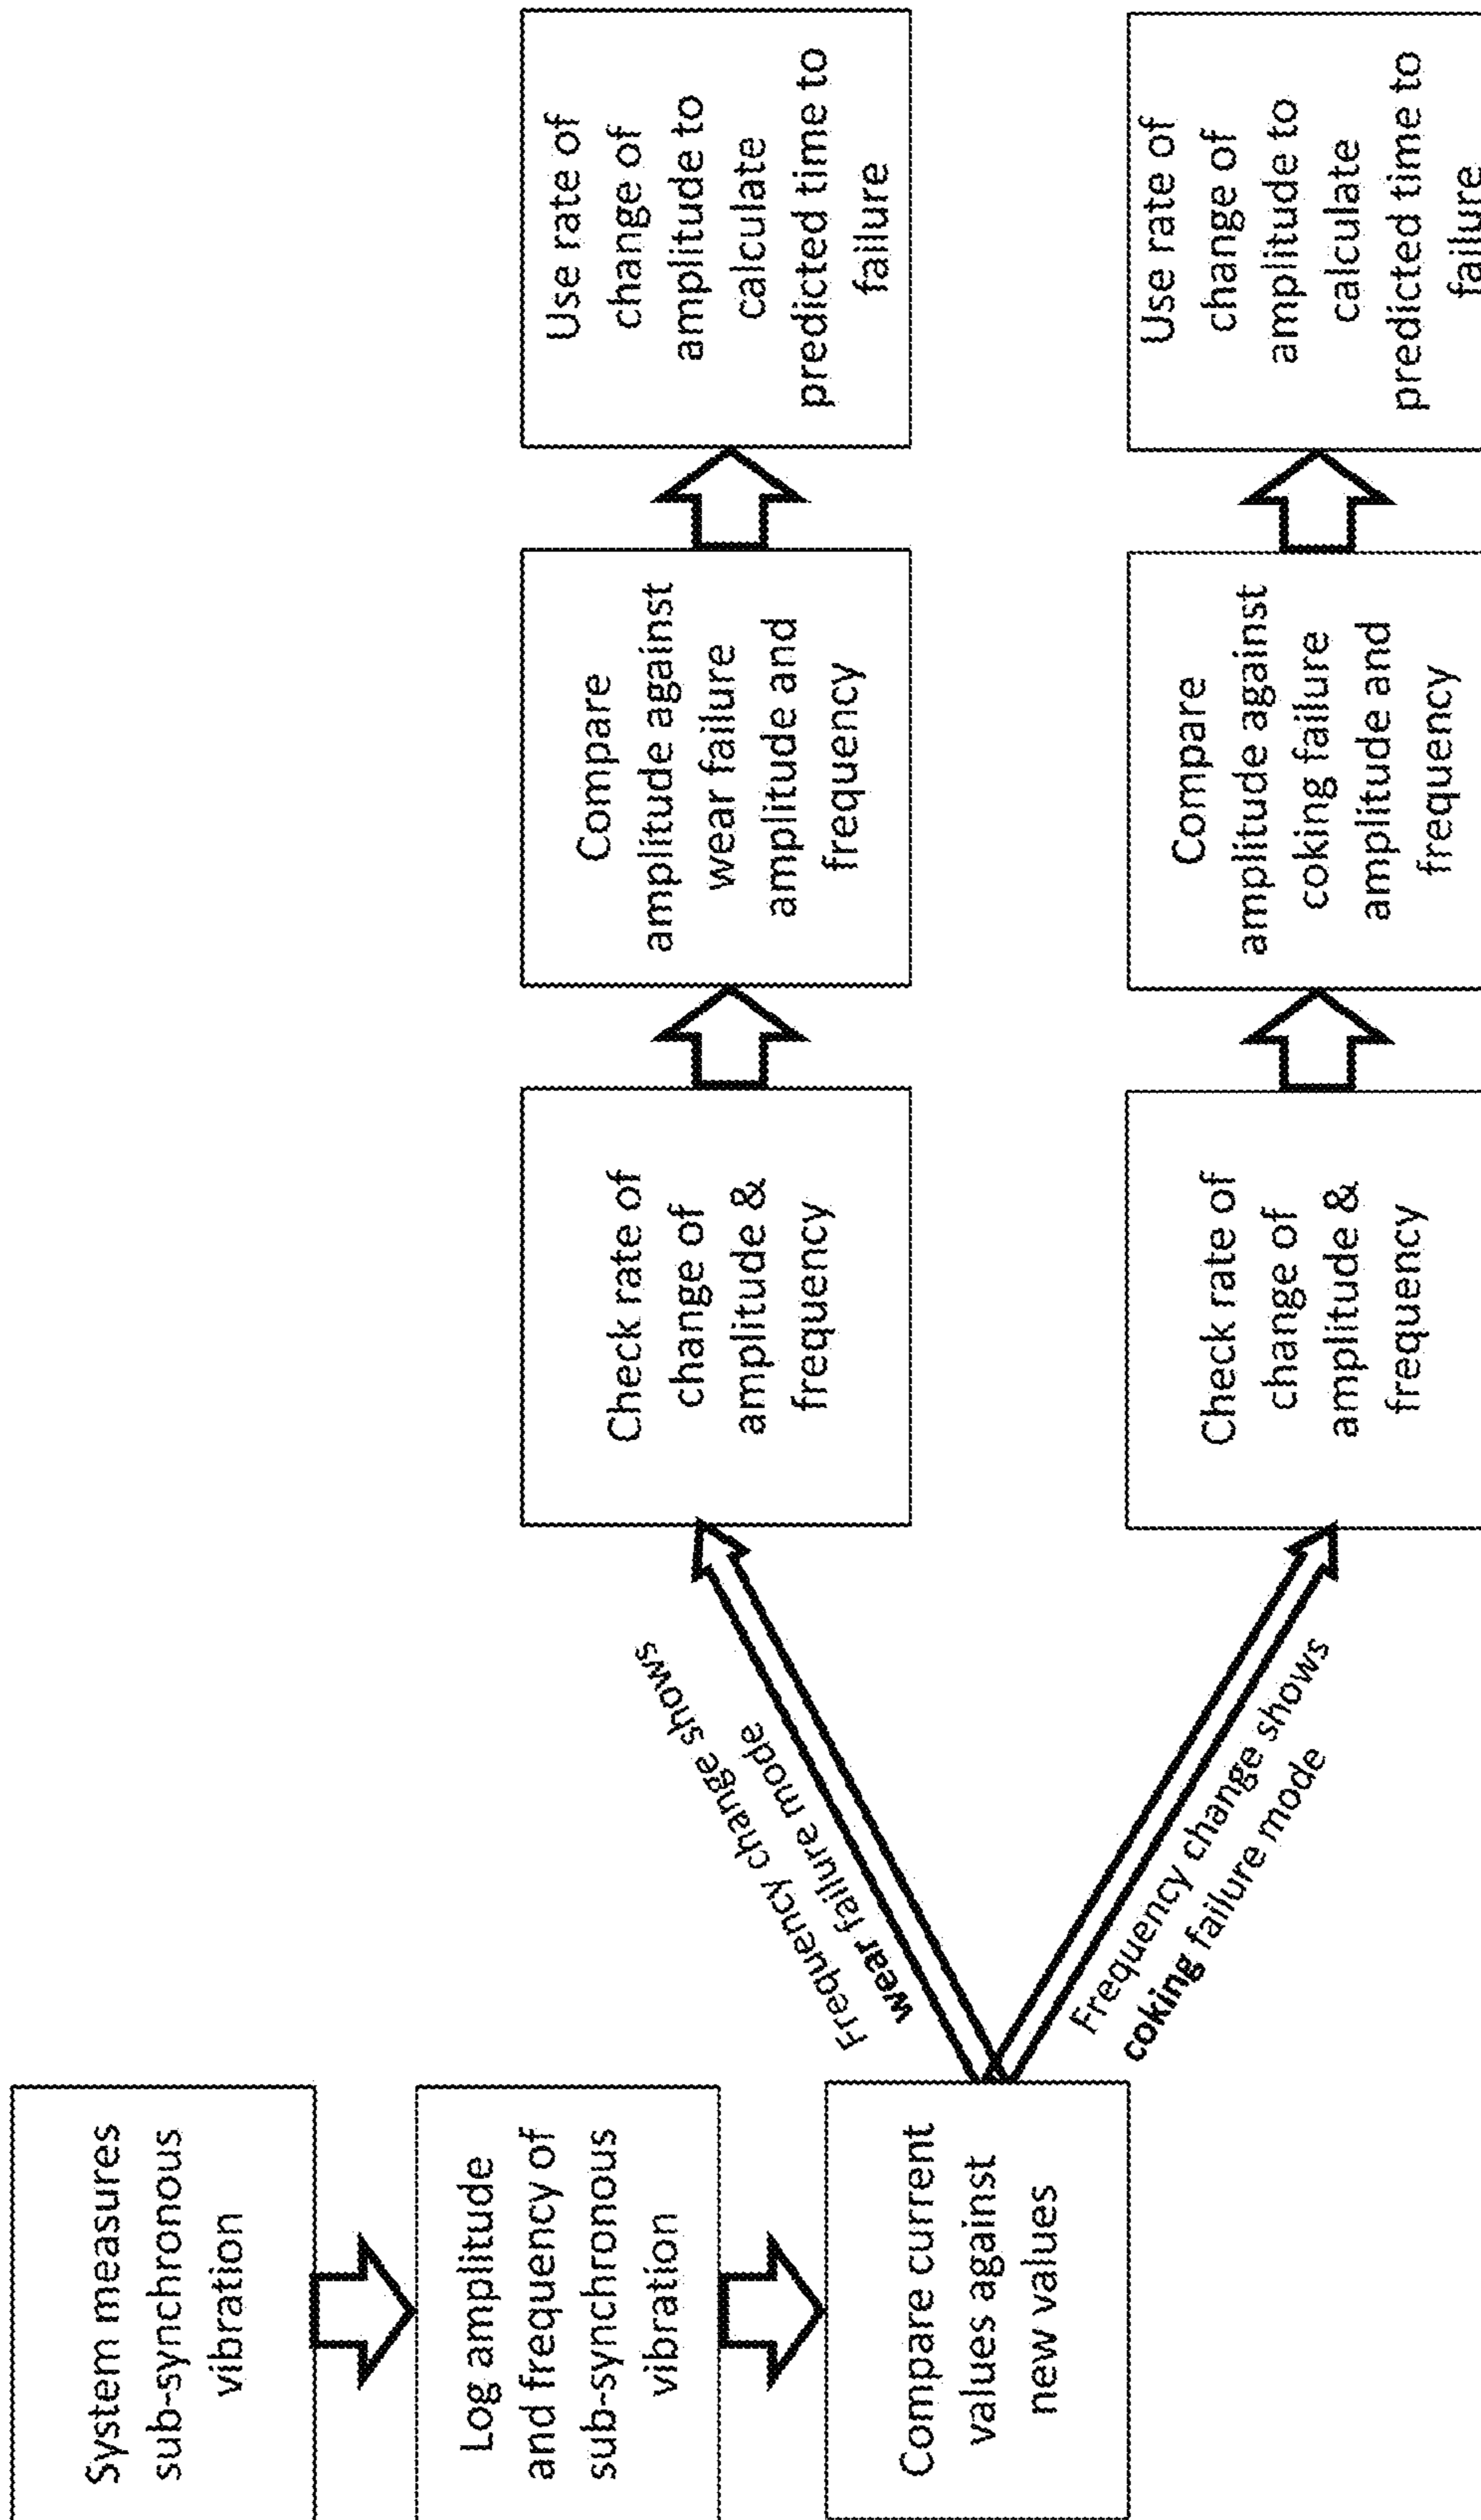 System measures
sub-synchronous
vibration
Log amplitude
and frequency of
sub-synchronous
vibration
Compare current
values against
new values
Frequency change shows
wear failure mode
Check rate of
change of
amplitude &
frequency
Compare
amplitude against
wear failure
amplitude and
frequency
Use rate of
change of
amplitude to
calculate
predicted time to
failure
Frequency change shows
coking failure mode
Check rate of
change of
amplitude &
frequency
Compare
amplitude against
coking failure
amplitude and
frequency
Use rate of
change of
amplitude to
calculate
predicted time to
failure